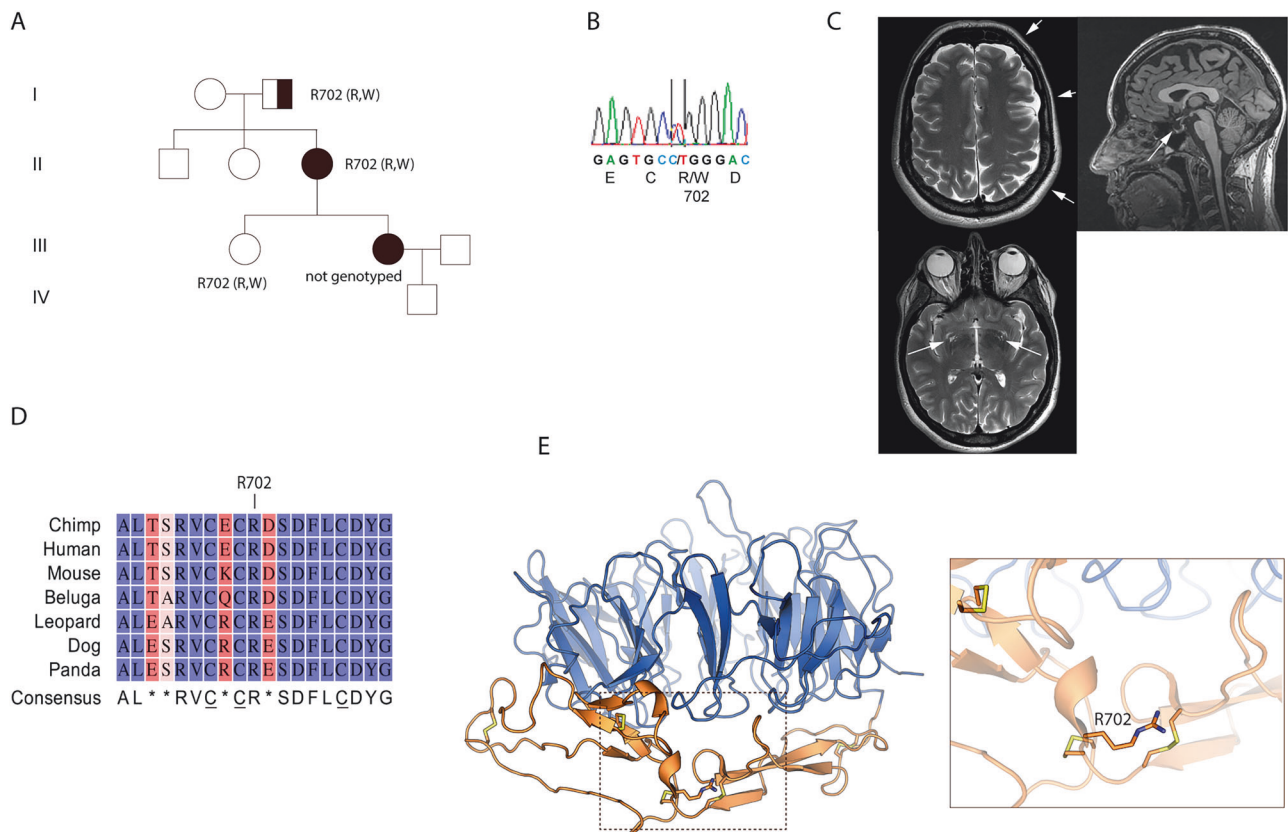 A
I
R702 (R,W)
II
R702 (R,W)
III
R702 (R,W)
not genotyped
IV
B
G A G T G C C/T G G G A C
E C R/W D
702
C
D
R702
Chimp A L T S R V C E C R D S D F L C D Y G
Human A L T S R V C E C R D S D F L C D Y G
Mouse A L T S R V C K C R D S D F L C D Y G
Beluga A L T A R V C Q C R D S D F L C D Y G
Leopard A L E A R V C R C R E S D F L C D Y G
Dog A L E S R V C R C R E S D F L C D Y G
Panda A L E S R V C R C R E S D F L C D Y G
Consensus A L * * R V C * C R * S D F L C D Y G
E
R702